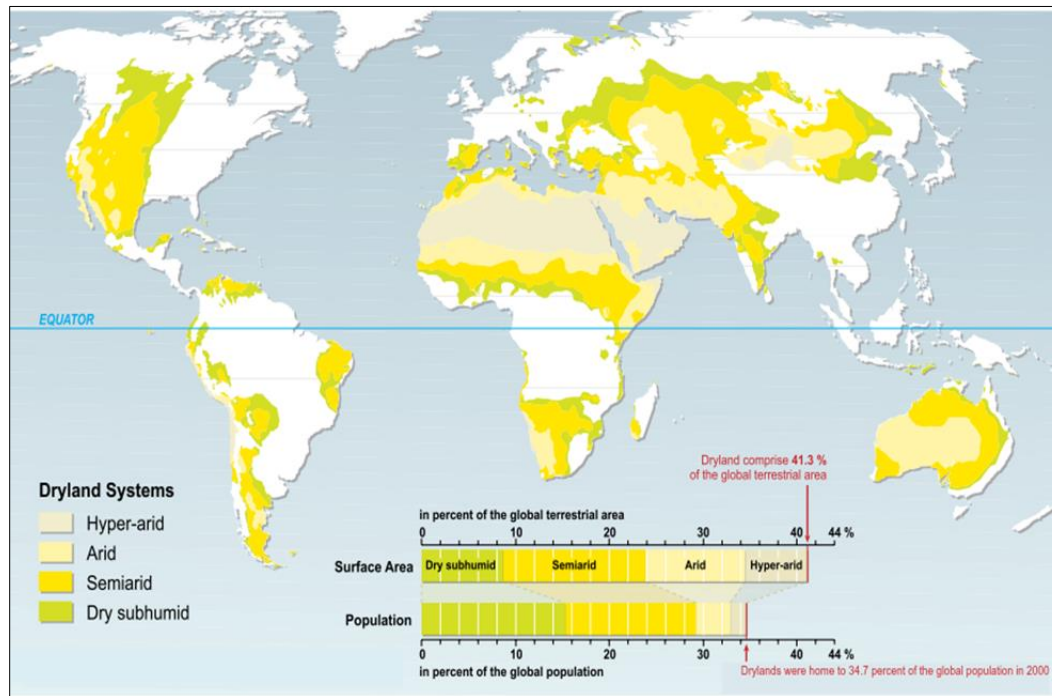 EQUATOR
Dryland Systems
Hyper-arid
Arid
Semiarid
Dry subhumid
Dryland comprise 41.3 %
of the global terrestrial area
in percent of the global terrestrial area
0 10 20 30 40 44 %
Surface Area Dry subhumid Semiarid Arid Hyper-arid
Population
0 10 20 30 40 44 %
in percent of the global population
Drylands were home to 34.7 percent of the global population in 2000